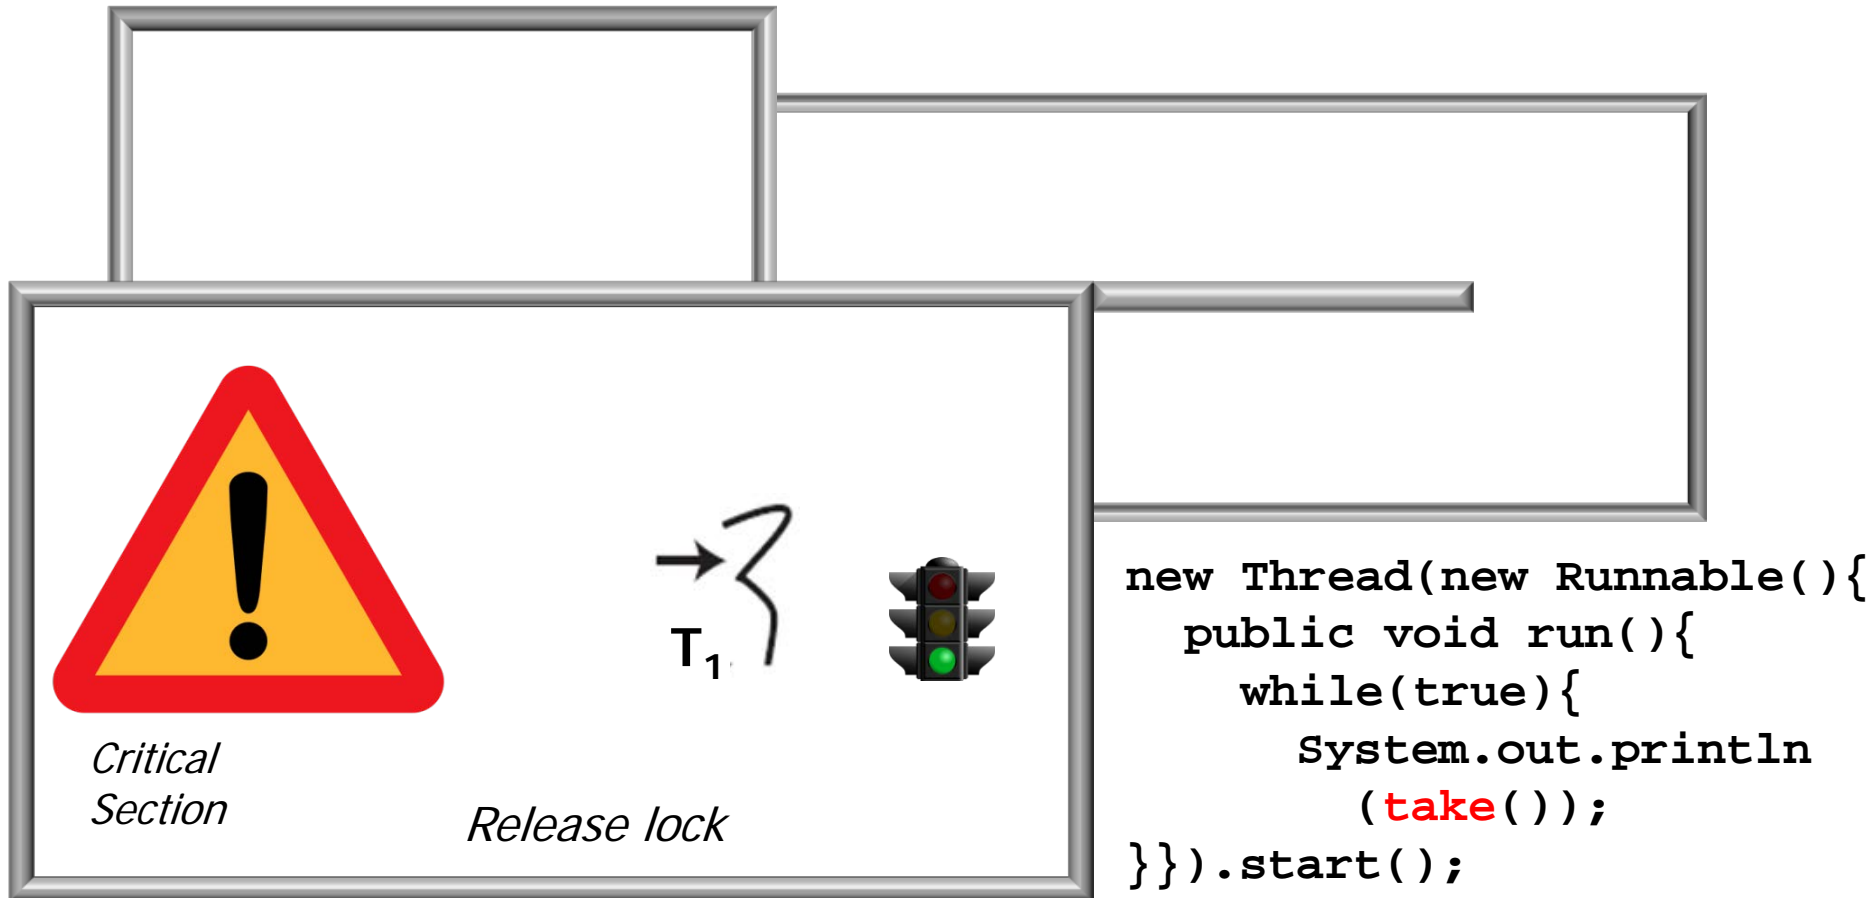 T₁
Critical
Section
Release lock
new Thread(new Runnable(){
  public void run(){
    while(true){
      System.out.println
        (take());
}}).start();